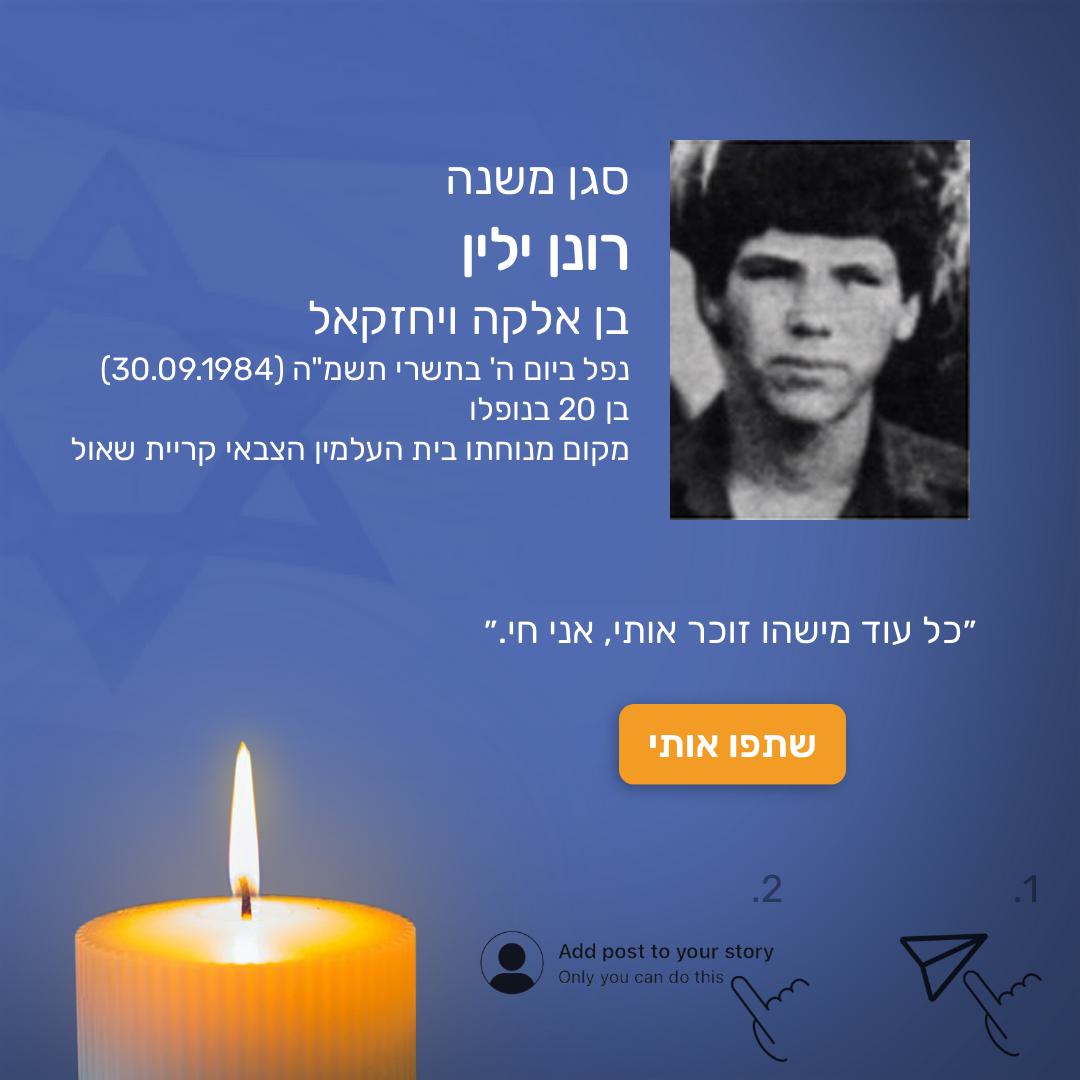 סגן משנה
רונן ילין
בן אלקה ויחזקאל
נפל ביום ה' בתשרי תשמ"ה (30.09.1984)
בן 20 בנופלו
מקום מנוחתו בית העלמין הצבאי קריית שאול
״כל עוד מישהו זוכר אותי, אני חי.״
שתפו אותי
1.
2.
Add post to your story
Only you can do this